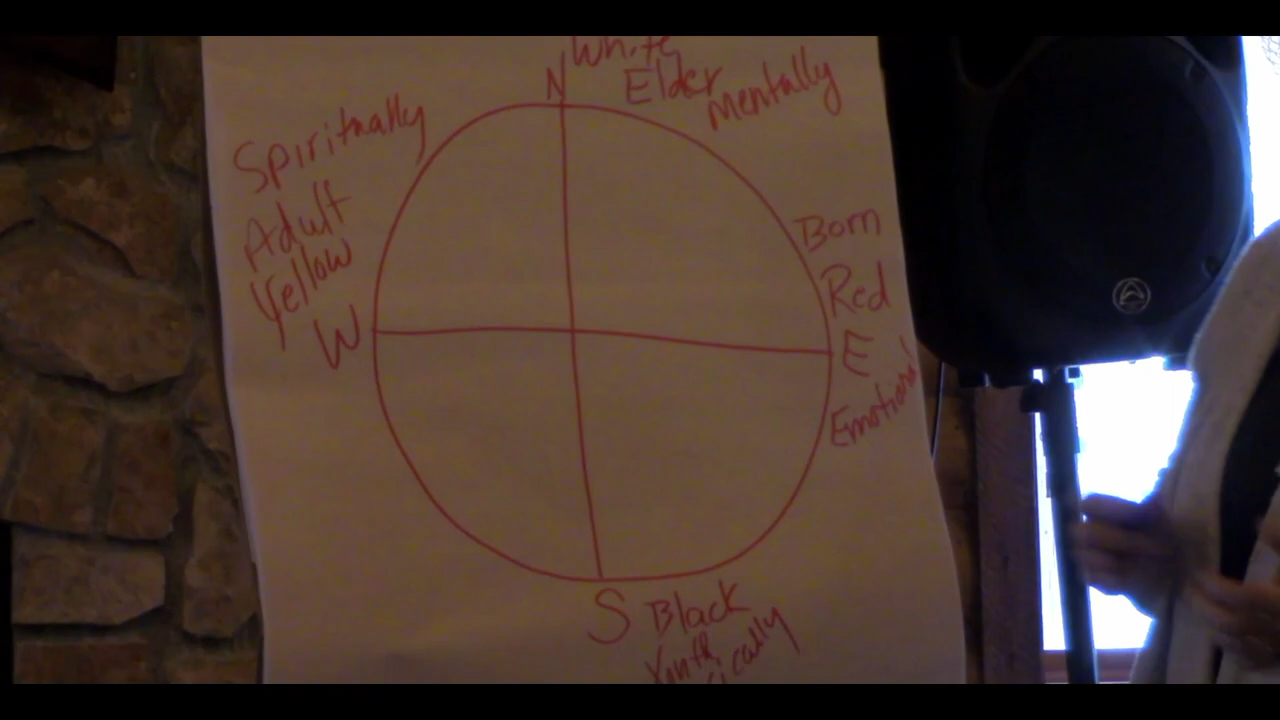 N White
Elder
Mentally
Spiritually
Adult
Yellow
W
Born
Red
E
Emotional
S Black
Youth